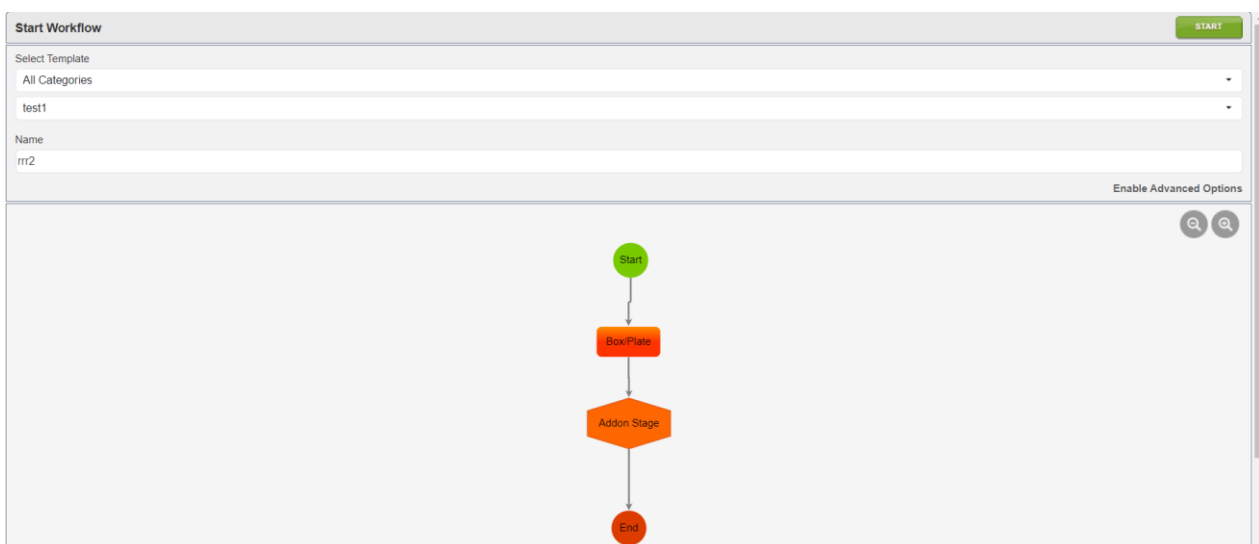 Start Workflow
START
Select Template
All Categories
test1
Name
rrr2
Enable Advanced Options
Start
Box/Plate
Addon Stage
End